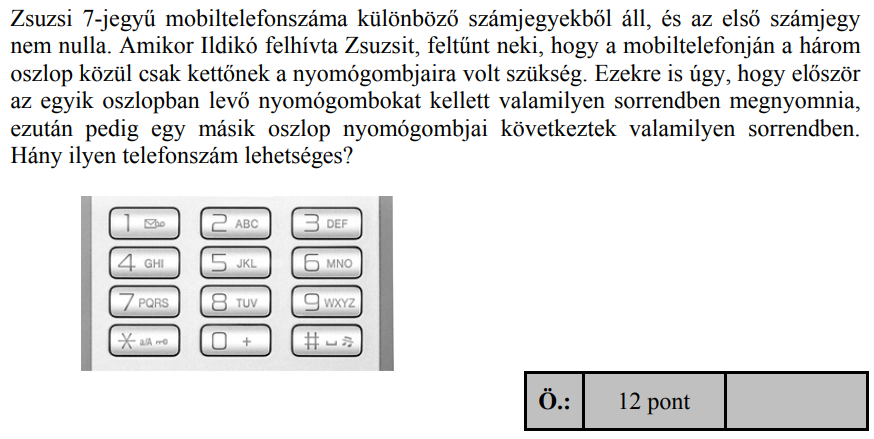 Zsuzsi 7-jegyű mobiltelefonszáma különböző számjegyekből áll, és az első számjegy
nem nulla. Amikor Ildikó felhívta Zsuzsit, feltűnt neki, hogy a mobiltelefonján a három
oszlop közül csak kettőnek a nyomógombjaira volt szükség. Ezekre is úgy, hogy először
az egyik oszlopban levő nyomógombokat kellett valamilyen sorrendben megnyomnia,
ezután pedig egy másik oszlop nyomógombjai következtek valamilyen sorrendben.
Hány ilyen telefonszám lehetséges?
1 2 ABC 3 DEF
4 GHI 5 JKL 6 MNO
7 PQRS 8 TUV 9 WXYZ
* a/A 0 + #
Ö.: 12 pont